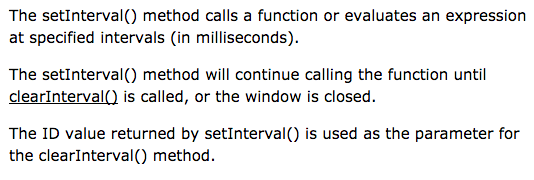 The setInterval() method calls a function or evaluates an expression
at specified intervals (in milliseconds).
The setInterval() method will continue calling the function until
clearInterval() is called, or the window is closed.
The ID value returned by setInterval() is used as the parameter for
the clearInterval() method.